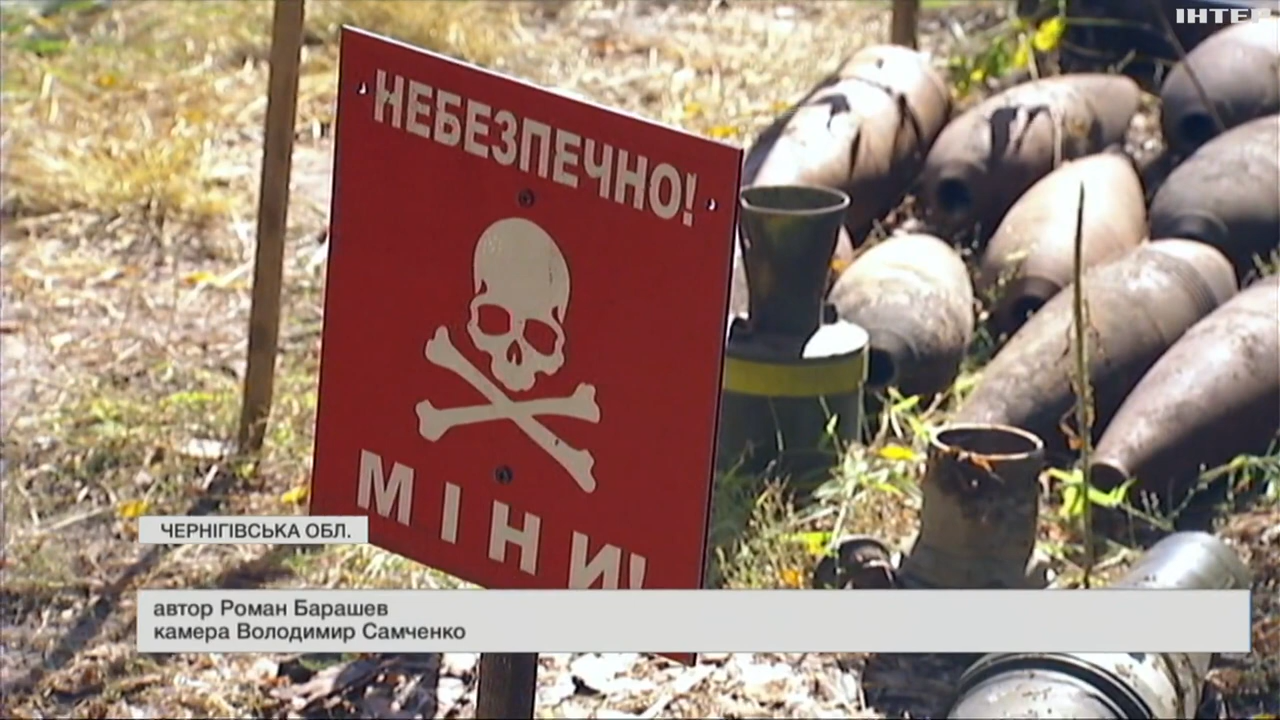 ІНТЕР
НЕБЕЗПЕЧНО!
МІНИ!
ЧЕРНІГІВСЬКА ОБЛ.
автор Роман Барашев
камера Володимир Самченко